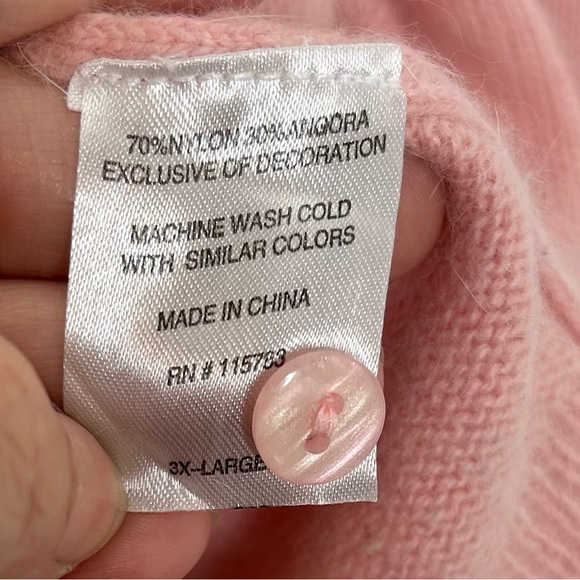 70%NYLON 30%ANGORA
EXCLUSIVE OF DECORATION
MACHINE WASH COLD
WITH SIMILAR COLORS
MADE IN CHINA
RN # 115763
3X-LARGE